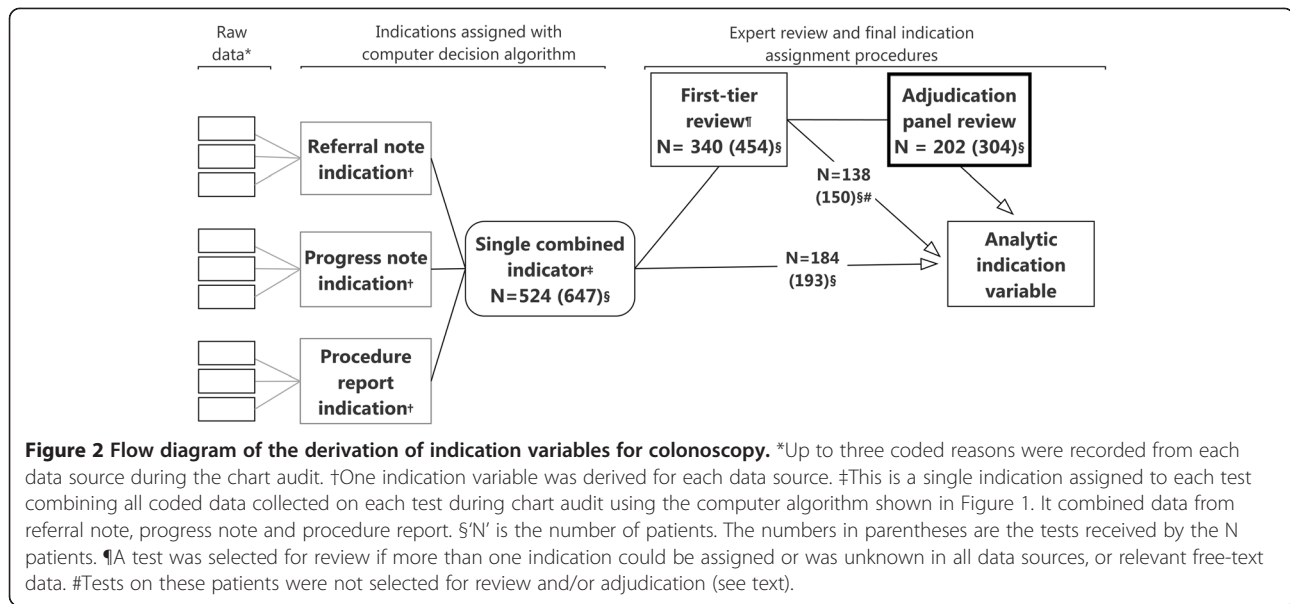 Raw
data*
Indications assigned with
computer decision algorithm
Expert review and final indication
assignment procedures
First-tier
review¶
N= 340 (454)§
Adjudication
panel review
N = 202 (304)§
Referral note
indication†
N=138
(150)§#
Progress note
indication†
Single combined
indicator‡
N=524 (647)§
N=184
(193)§
Analytic
indication
variable
Procedure
report
indication†
Figure 2 Flow diagram of the derivation of indication variables for colonoscopy. *Up to three coded reasons were recorded from each
data source during the chart audit. †One indication variable was derived for each data source. ‡This is a single indication assigned to each test
combining all coded data collected on each test during chart audit using the computer algorithm shown in Figure 1. It combined data from
referral note, progress note and procedure report. §‘N’ is the number of patients. The numbers in parentheses are the tests received by the N
patients. ¶A test was selected for review if more than one indication could be assigned or was unknown in all data sources, or relevant free-text
data. #Tests on these patients were not selected for review and/or adjudication (see text).